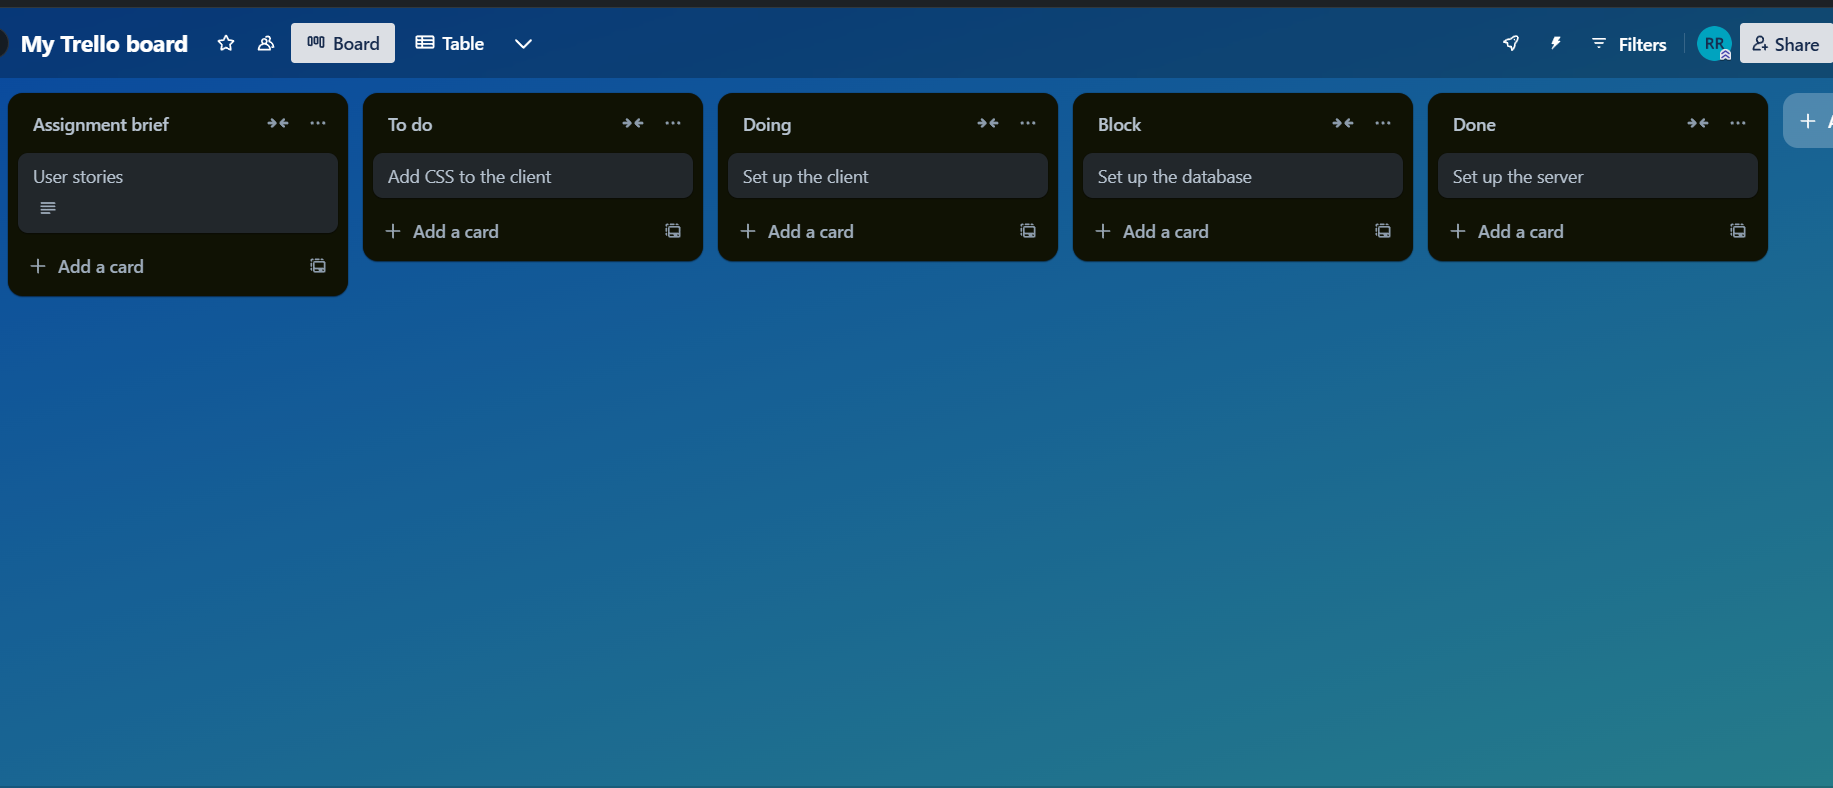 My Trello board
Board
Table
Filters
RR
Share
Assignment brief
User stories
Add a card
To do
Add CSS to the client
Add a card
Doing
Set up the client
Add a card
Block
Set up the database
Add a card
Done
Set up the server
Add a card